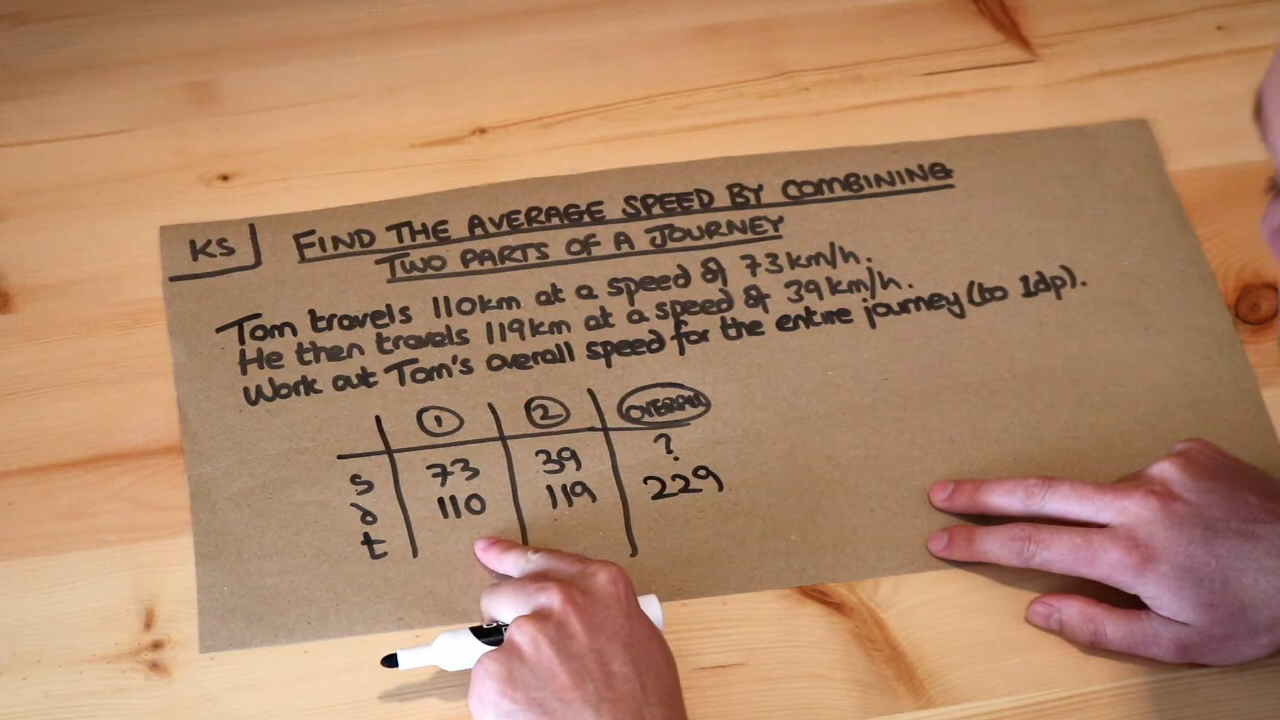 KS
FIND THE AVERAGE SPEED BY COMBINING
TWO PARTS OF A JOURNEY
Tom travels 110km at a speed of 73km/h.
He then travels 119km at a speed of 39km/h.
Work out Tom's overall speed for the entire journey (to 1dp).
1 2 OVERALL
s 73 39 ?
d 110 119 229
t